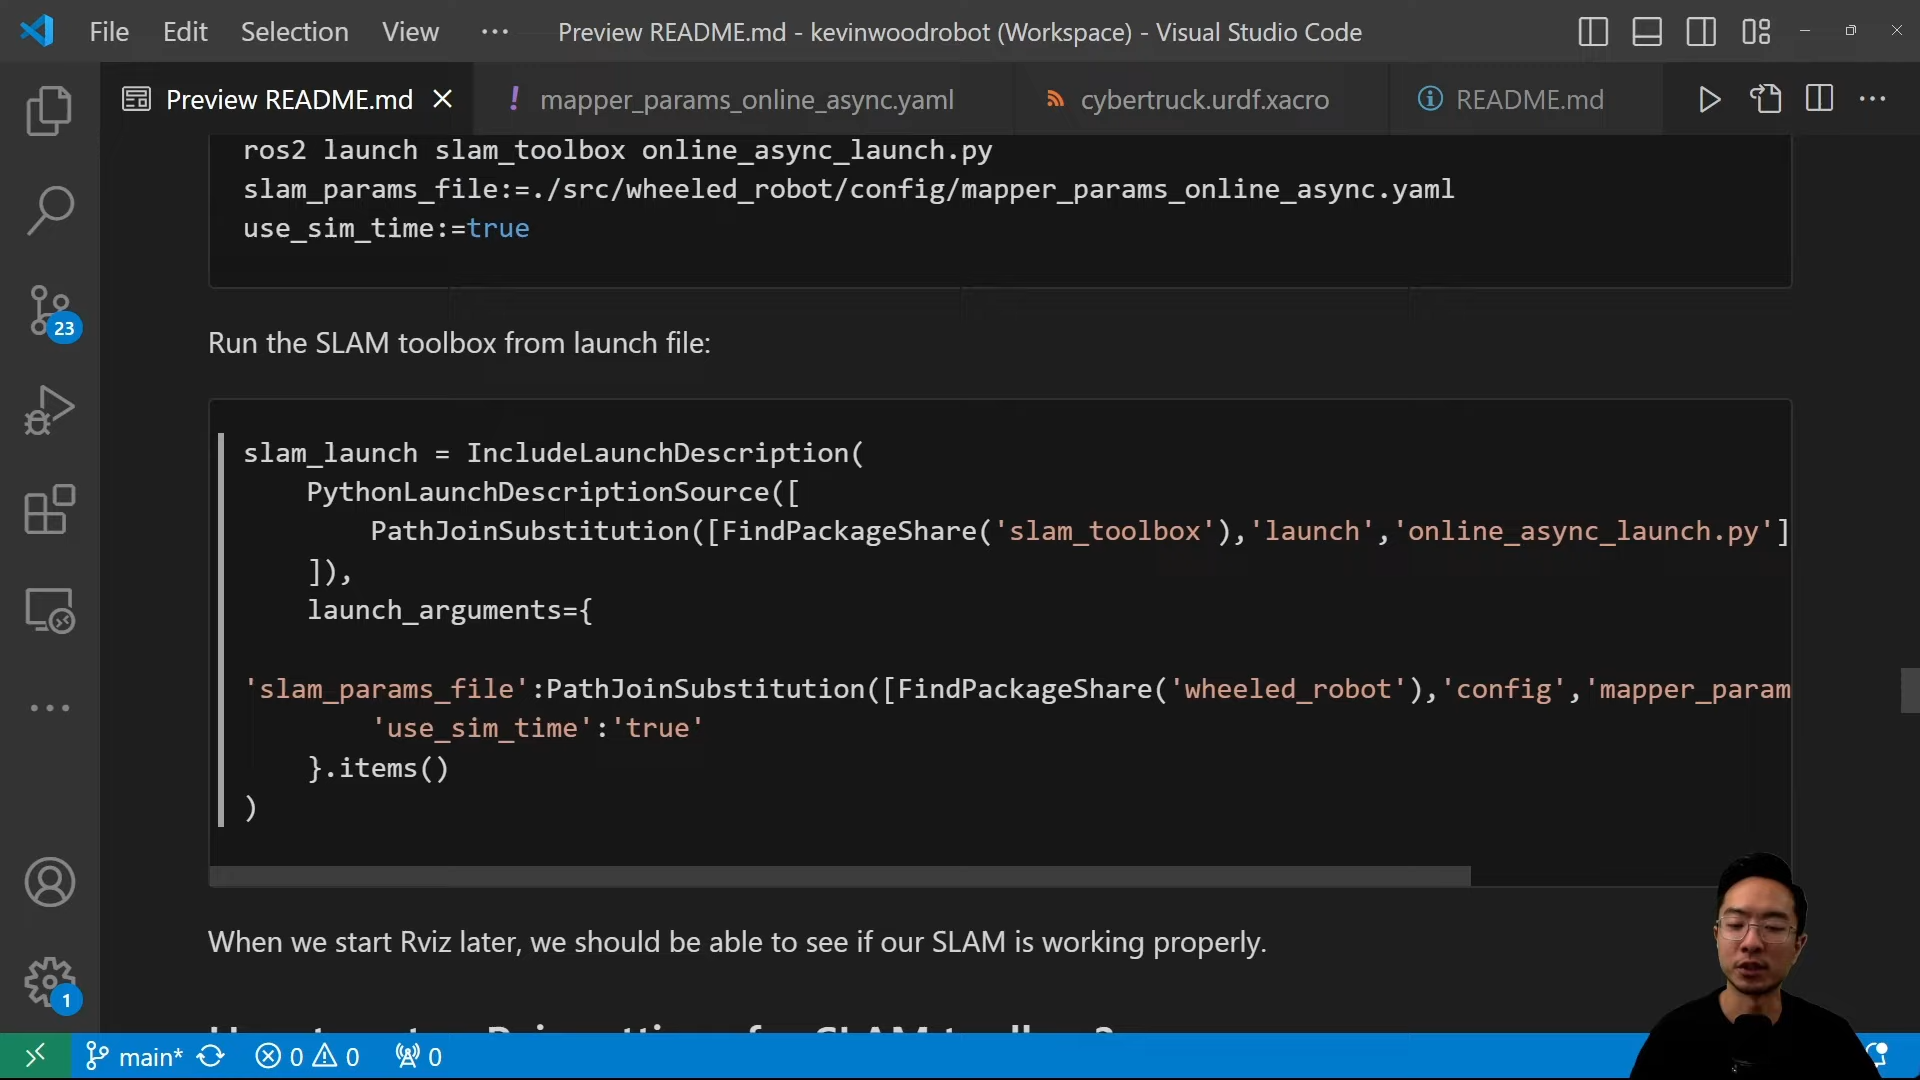 File Edit Selection View ··· Preview README.md - kevinwoodrobot (Workspace) - Visual Studio Code
Preview README.md ! mapper_params_online_async.yaml cybertruck.urdf.xacro README.md
ros2 launch slam_toolbox online_async_launch.py
slam_params_file:=./src/wheeled_robot/config/mapper_params_online_async.yaml
use_sim_time:=true
23
Run the SLAM toolbox from launch file:
slam_launch = IncludeLaunchDescription(
PythonLaunchDescriptionSource([
PathJoinSubstitution([FindPackageShare('slam_toolbox'),'launch','online_async_launch.py']
]),
launch_arguments={
'slam_params_file':PathJoinSubstitution([FindPackageShare('wheeled_robot'),'config','mapper_param
'use_sim_time':'true'
}.items()
)
When we start Rviz later, we should be able to see if our SLAM is working properly.
1
main* 0 0 0